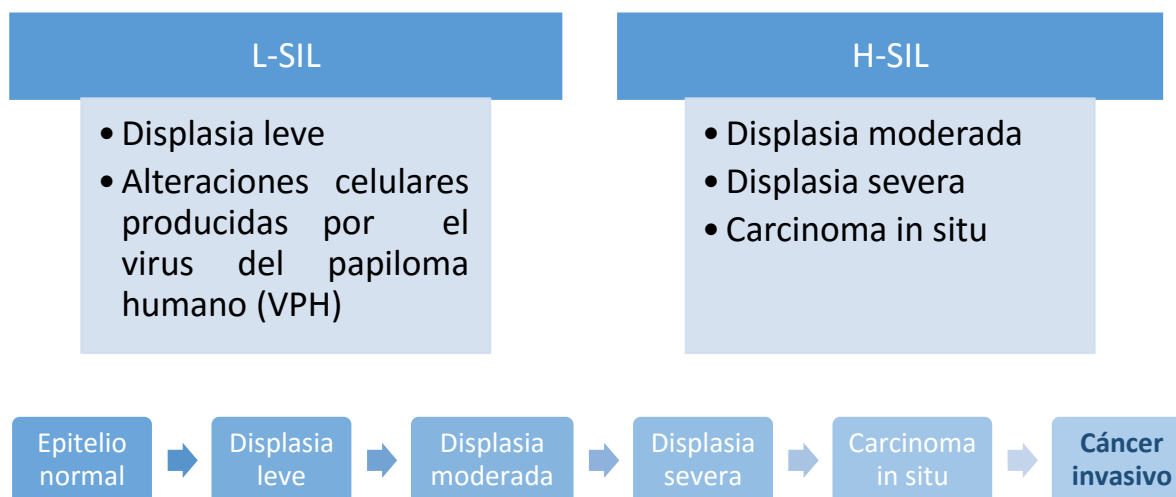 L-SIL
• Displasia leve
• Alteraciones celulares
producidas por el
virus del papiloma
humano (VPH)
H-SIL
• Displasia moderada
• Displasia severa
• Carcinoma in situ
Epitelio
normal
Displasia
leve
Displasia
moderada
Displasia
severa
Carcinoma
in situ
Cáncer
invasivo